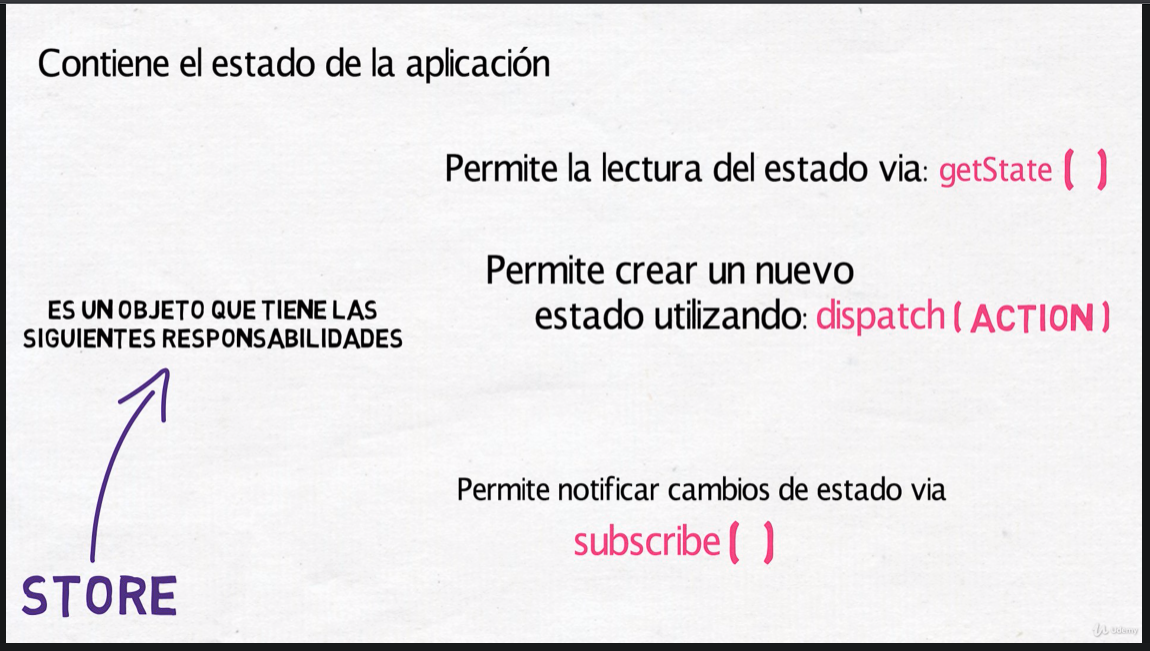 Contiene el estado de la aplicación
Permite la lectura del estado via: getState ( )
Permite crear un nuevo
estado utilizando: dispatch ( ACTION )
ES UN OBJETO QUE TIENE LAS
SIGUIENTES RESPONSABILIDADES
Permite notificar cambios de estado via
subscribe ( )
STORE
udemy